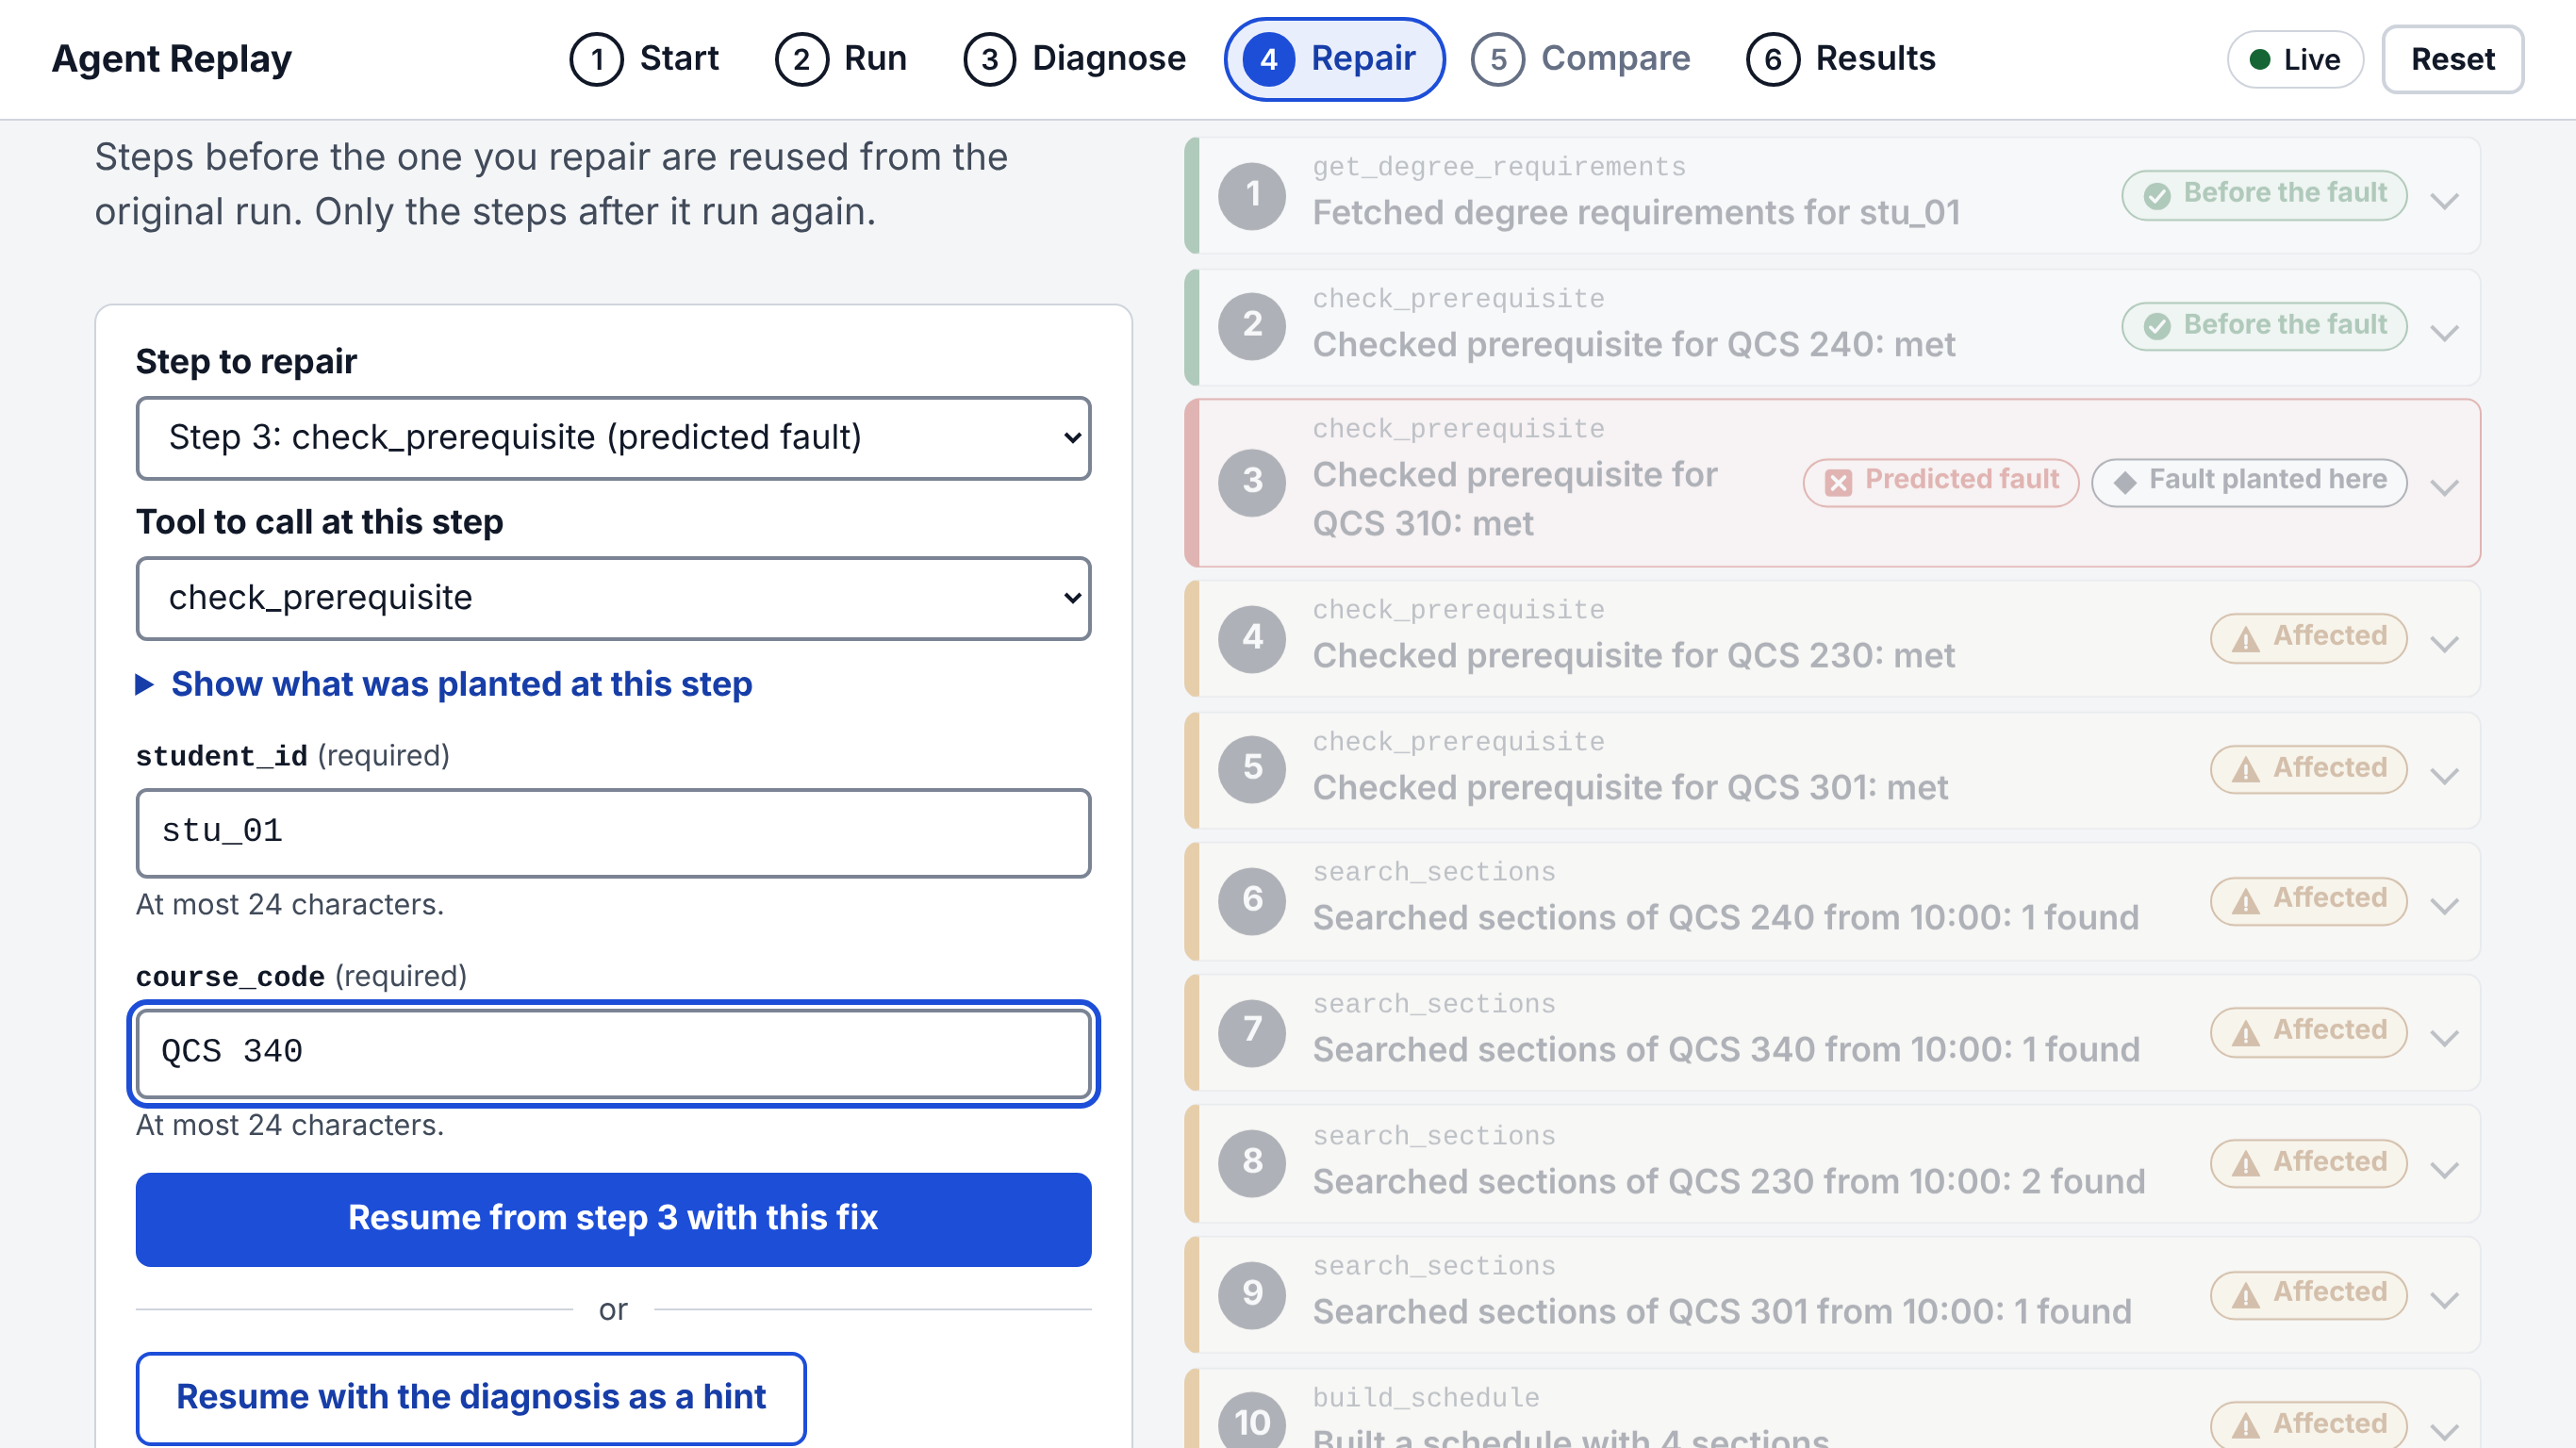 Agent Replay
1 Start
2 Run
3 Diagnose
4 Repair
5 Compare
6 Results
Live
Reset
Steps before the one you repair are reused from the
original run. Only the steps after it run again.
Step to repair
Step 3: check_prerequisite (predicted fault)
Tool to call at this step
check_prerequisite
Show what was planted at this step
student_id (required)
stu_01
At most 24 characters.
course_code (required)
QCS 340
At most 24 characters.
Resume from step 3 with this fix
or
Resume with the diagnosis as a hint
1
get_degree_requirements
Fetched degree requirements for stu_01
Before the fault
2
check_prerequisite
Checked prerequisite for QCS 240: met
Before the fault
3
check_prerequisite
Checked prerequisite for
QCS 310: met
Predicted fault
Fault planted here
4
check_prerequisite
Checked prerequisite for QCS 230: met
Affected
5
check_prerequisite
Checked prerequisite for QCS 301: met
Affected
6
search_sections
Searched sections of QCS 240 from 10:00: 1 found
Affected
7
search_sections
Searched sections of QCS 340 from 10:00: 1 found
Affected
8
search_sections
Searched sections of QCS 230 from 10:00: 2 found
Affected
9
search_sections
Searched sections of QCS 301 from 10:00: 1 found
Affected
10
build_schedule
Built a schedule with 4 sections
Affected